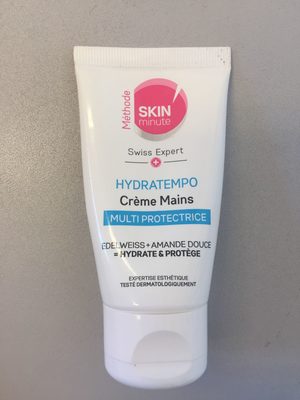 Méthode
SKIN
minute
Swiss Expert
HYDRATEMPO
Crème Mains
MULTI PROTECTRICE
EDELWEISS + AMANDE DOUCE
= HYDRATE & PROTÈGE
EXPERTISE ESTHÉTIQUE
TESTÉ DERMATOLOGIQUEMENT